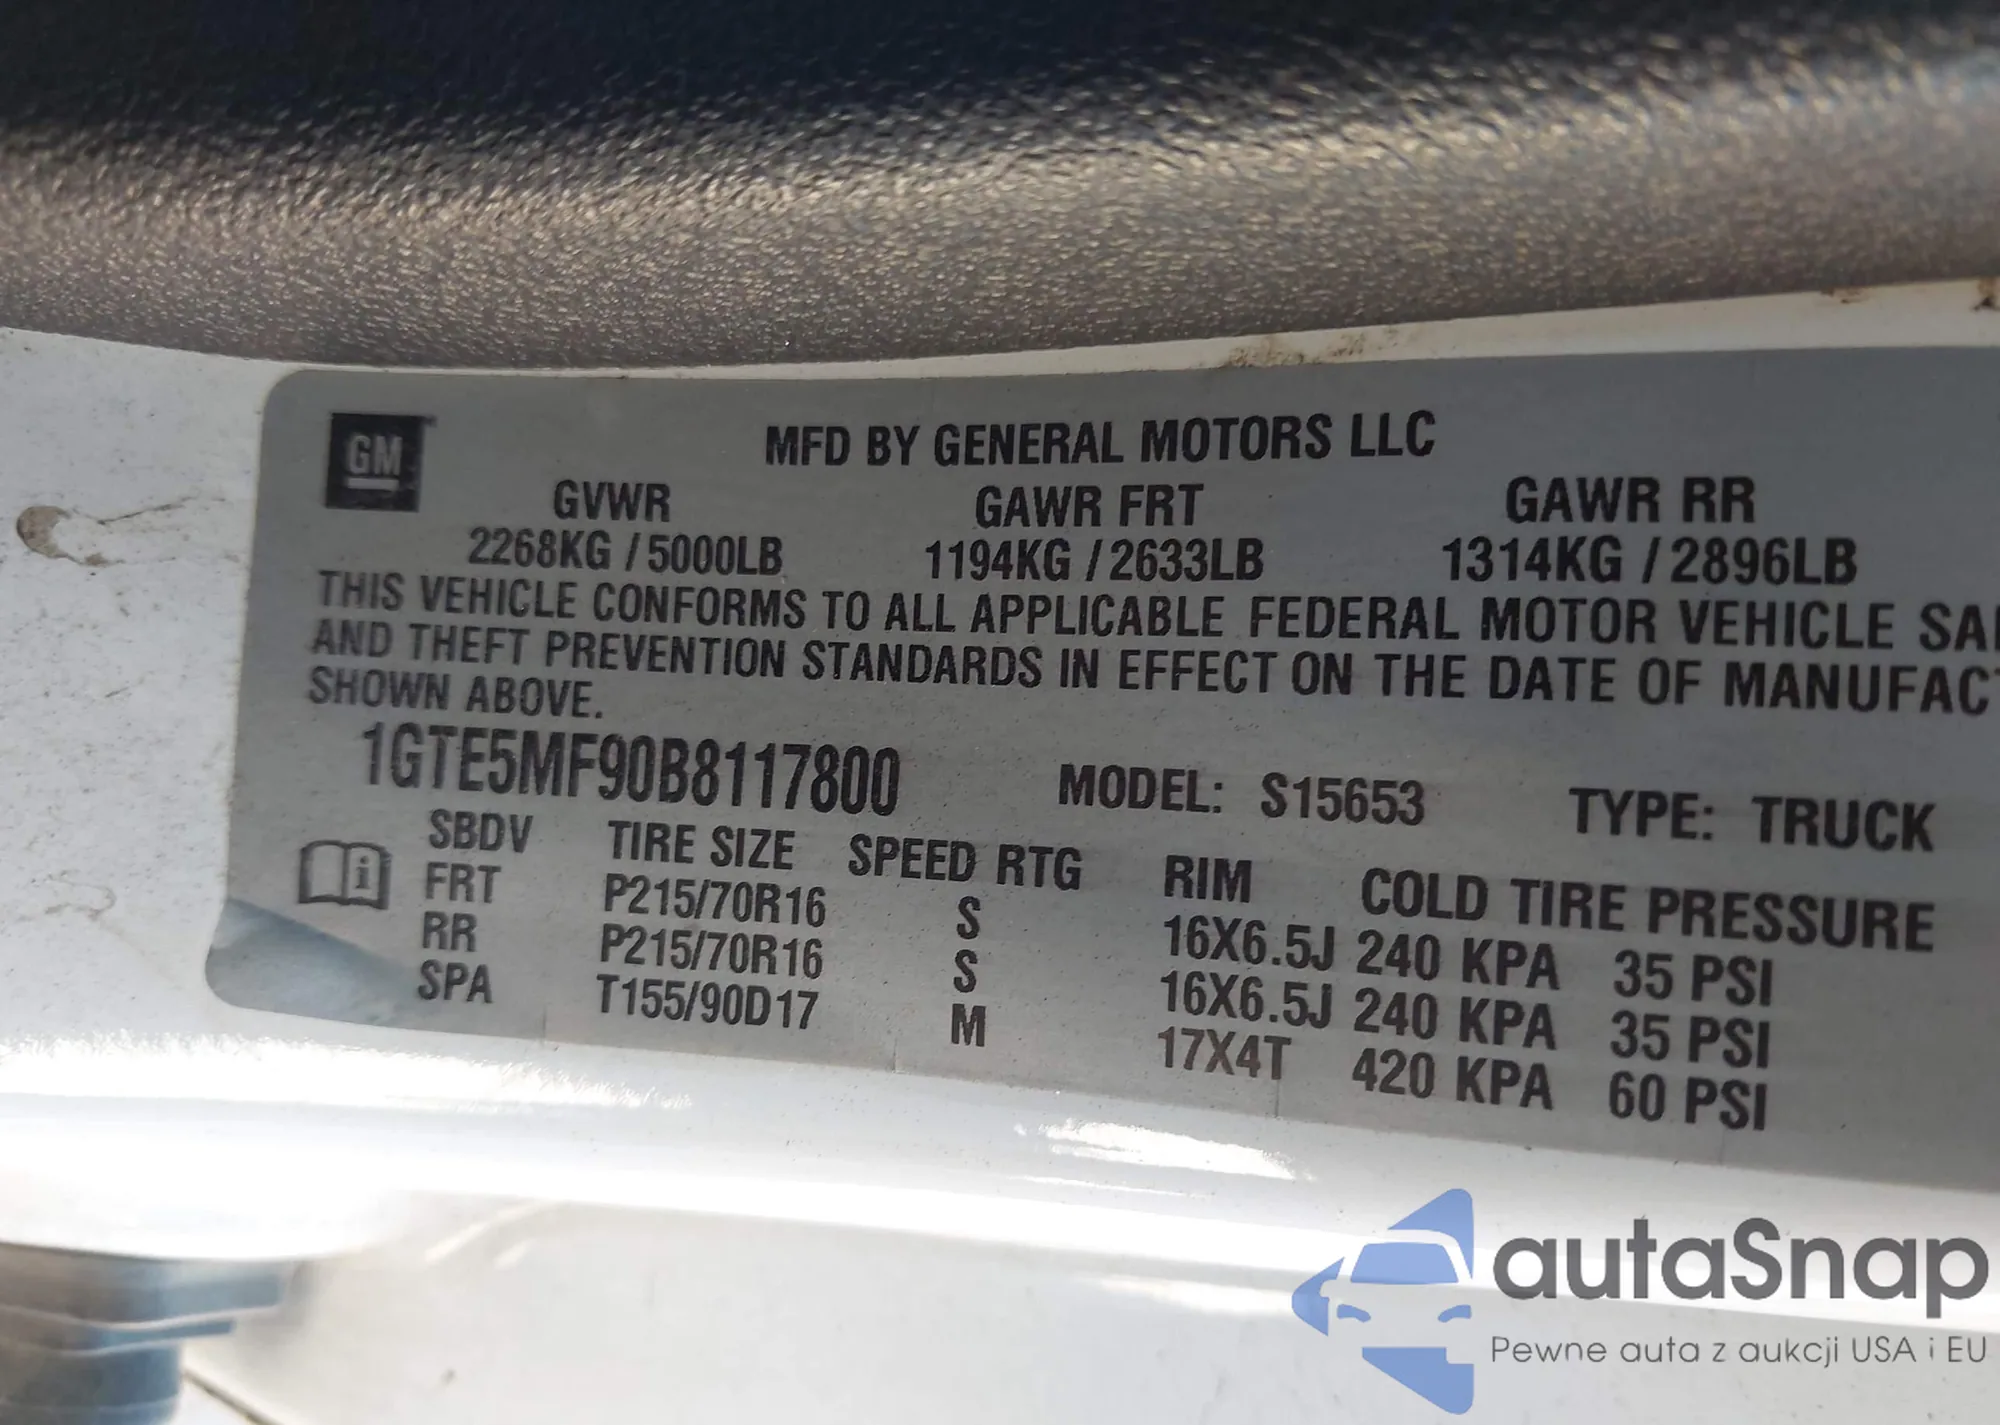 GM
MFD BY GENERAL MOTORS LLC
GVWR GAWR FRT GAWR RR
2268KG / 5000LB 1194KG / 2633LB 1314KG / 2896LB
THIS VEHICLE CONFORMS TO ALL APPLICABLE FEDERAL MOTOR VEHICLE
AND THEFT PREVENTION STANDARDS IN EFFECT ON THE DATE OF
SHOWN ABOVE.
1GTE5MF90B8117800 MODEL: S15653 TYPE: TRUCK
SBDV TIRE SIZE SPEED RTG RIM COLD TIRE PRESSURE
FRT P215/70R16 S 16X6.5J 240 KPA 35 PSI
RR P215/70R16 S 16X6.5J 240 KPA 35 PSI
SPA T155/90D17 M 17X4T 420 KPA 60 PSI
autaSnap
Pewne auta z aukcji USA i EU